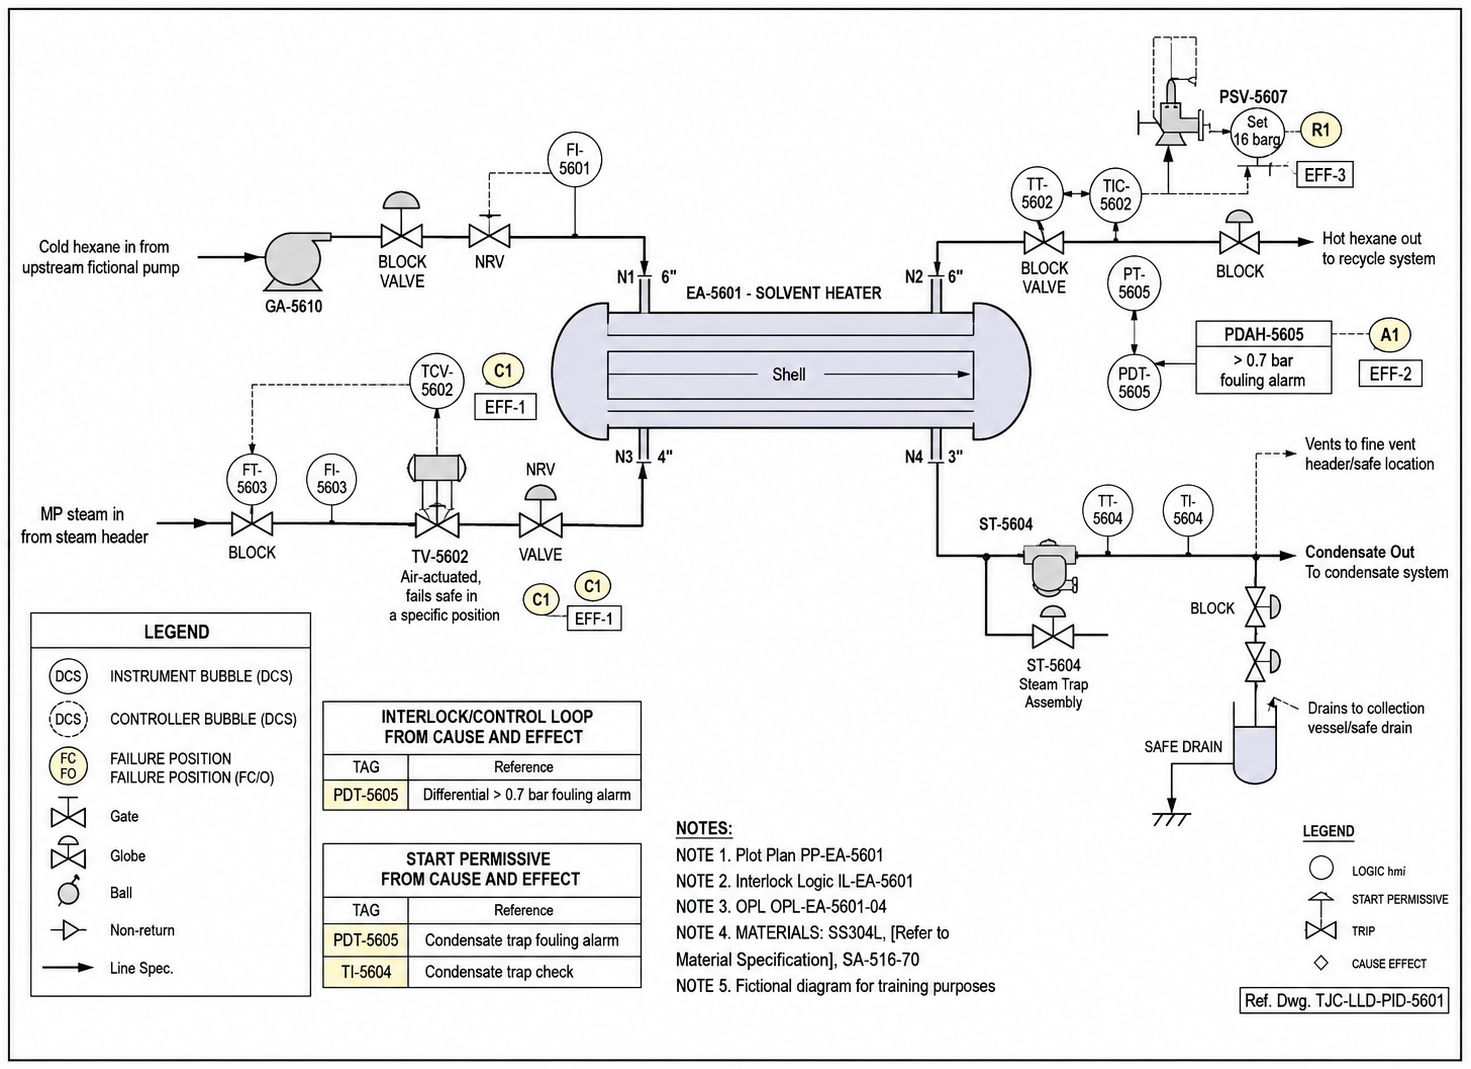 PSV-5607
Set
16 barg
R1
EFF-3
FI-
5601
TT-
5602
TIC-
5602
Cold hexane in from
upstream fictional pump
GA-5610
BLOCK
VALVE
NRV
N1 6"
EA-5601 - SOLVENT HEATER
N2 6"
BLOCK
VALVE
BLOCK
Hot hexane out
to recycle system
PT-
5605
PDAH-5605
> 0.7 bar
fouling alarm
A1
EFF-2
PDT-
5605
Shell
TCV-
5602
C1
EFF-1
N3 4"
N4 3"
Vents to fine vent
header/safe location
FT-
5603
FI-
5603
NRV
MP steam in
from steam header
BLOCK
TV-5602
Air-actuated,
fails safe in
a specific position
VALVE
C1
C1
EFF-1
ST-5604
TT-
5604
TI-
5604
Condensate Out
To condensate system
BLOCK
ST-5604
Steam Trap
Assembly
Drains to collection
vessel/safe drain
SAFE DRAIN
LEGEND
DCS INSTRUMENT BUBBLE (DCS)
DCS CONTROLLER BUBBLE (DCS)
FC
FO
FAILURE POSITION
FAILURE POSITION (FC/O)
Gate
Globe
Ball
Non-return
Line Spec.
INTERLOCK/CONTROL LOOP
FROM CAUSE AND EFFECT
TAG Reference
PDT-5605 Differential > 0.7 bar fouling alarm
START PERMISSIVE
FROM CAUSE AND EFFECT
TAG Reference
PDT-5605 Condensate trap fouling alarm
TI-5604 Condensate trap check
NOTES:
NOTE 1. Plot Plan PP-EA-5601
NOTE 2. Interlock Logic IL-EA-5601
NOTE 3. OPL OPL-EA-5601-04
NOTE 4. MATERIALS: SS304L, [Refer to
Material Specification], SA-516-70
NOTE 5. Fictional diagram for training purposes
LEGEND
LOGIC hmi
START PERMISSIVE
TRIP
CAUSE EFFECT
Ref. Dwg. TJC-LLD-PID-5601